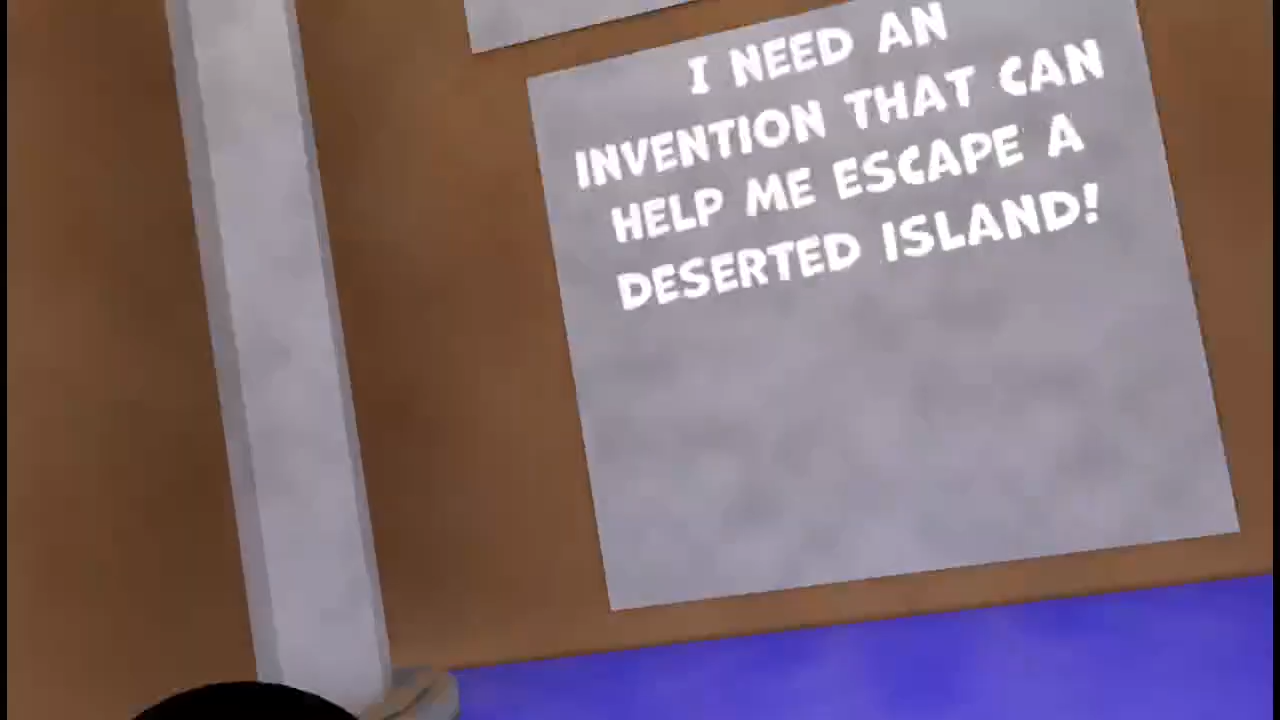 I NEED AN
INVENTION THAT CAN
HELP ME ESCAPE A
DESERTED ISLAND!